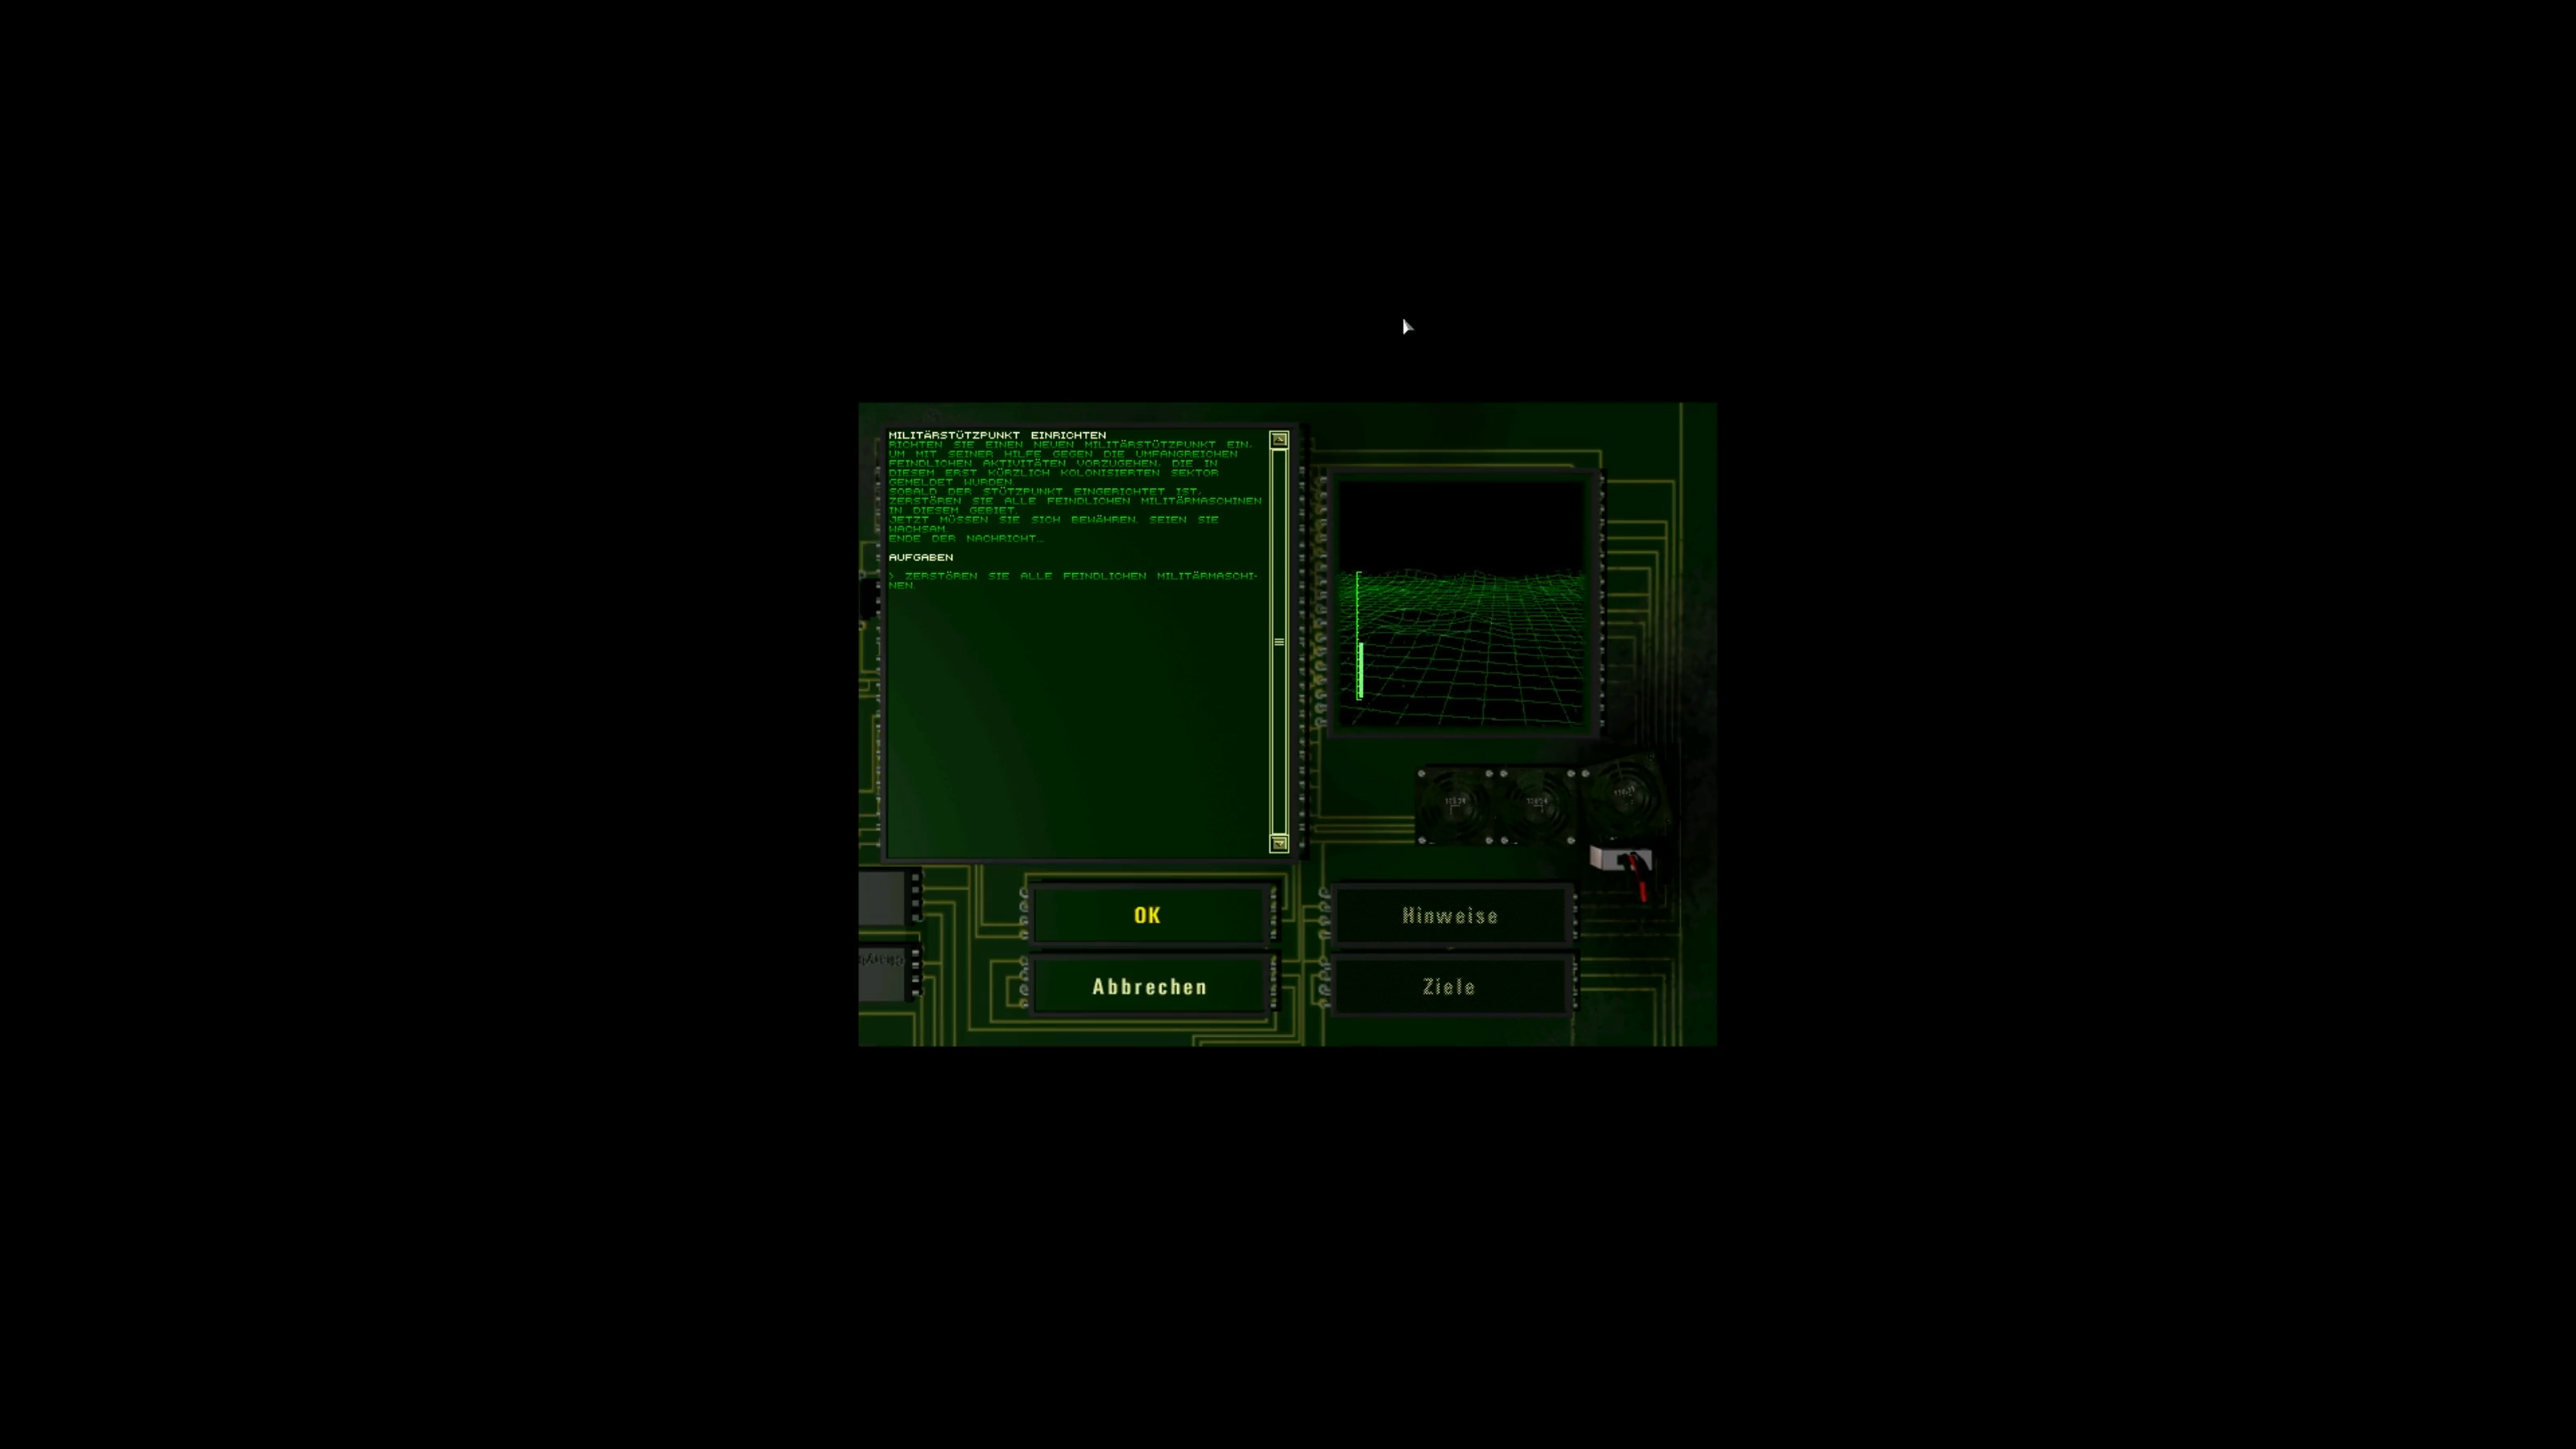 MILITÄRSTÜTZPUNKT EINRICHTEN
RICHTEN SIE EINEN NEUEN MILITÄRSTÜTZPUNKT EIN,
UM MIT SEINER HILFE GEGEN DIE UMFANGREICHEN
FEINDLICHEN AKTIVITÄTEN VORZUGEHEN, DIE IN
DIESEM ERST KÜRZLICH KOLONISIERTEN SEKTOR
GEMELDET WURDEN.
SOBALD DER STÜTZPUNKT EINGERICHTET IST,
ZERSTÖREN SIE ALLE FEINDLICHEN MILITÄRMASCHINEN
IN DIESEM GEBIET.
JETZT MÜSSEN SIE SICH BEWÄHREN. SEIEN SIE
WACHSAM.
ENDE DER NACHRICHT...
AUFGABEN
> ZERSTÖREN SIE ALLE FEINDLICHEN MILITÄRMASCHI-
NEN.
OK
Hinweise
Abbrechen
Ziele